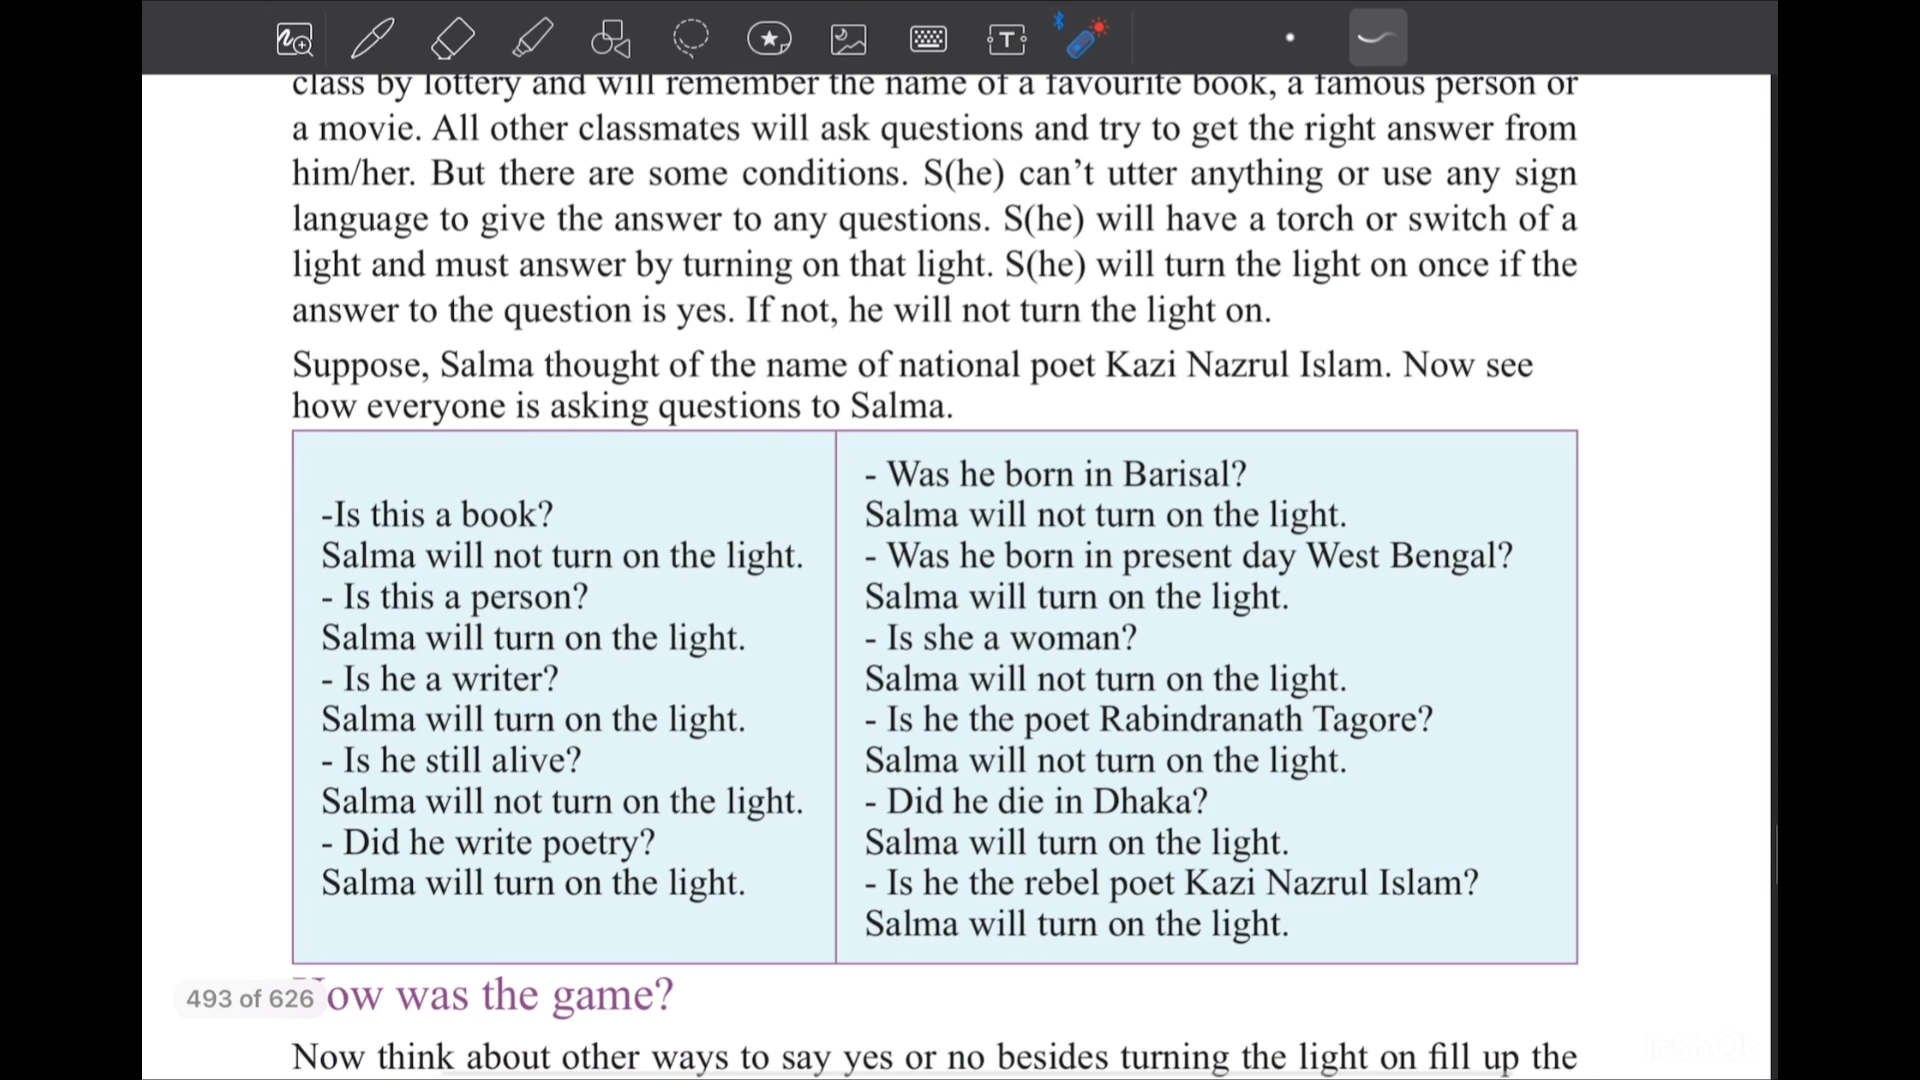 class by lottery and will remember the name of a favourite book, a famous person or
a movie. All other classmates will ask questions and try to get the right answer from
him/her. But there are some conditions. S(he) can’t utter anything or use any sign
language to give the answer to any questions. S(he) will have a torch or switch of a
light and must answer by turning on that light. S(he) will turn the light on once if the
answer to the question is yes. If not, he will not turn the light on.
Suppose, Salma thought of the name of national poet Kazi Nazrul Islam. Now see
how everyone is asking questions to Salma.
-Is this a book?
Salma will not turn on the light.
- Is this a person?
Salma will turn on the light.
- Is he a writer?
Salma will turn on the light.
- Is he still alive?
Salma will not turn on the light.
- Did he write poetry?
Salma will turn on the light.
- Was he born in Barisal?
Salma will not turn on the light.
- Was he born in present day West Bengal?
Salma will turn on the light.
- Is she a woman?
Salma will not turn on the light.
- Is he the poet Rabindranath Tagore?
Salma will not turn on the light.
- Did he die in Dhaka?
Salma will turn on the light.
- Is he the rebel poet Kazi Nazrul Islam?
Salma will turn on the light.
493 of 626
ow was the game?
Now think about other ways to say yes or no besides turning the light on fill up the